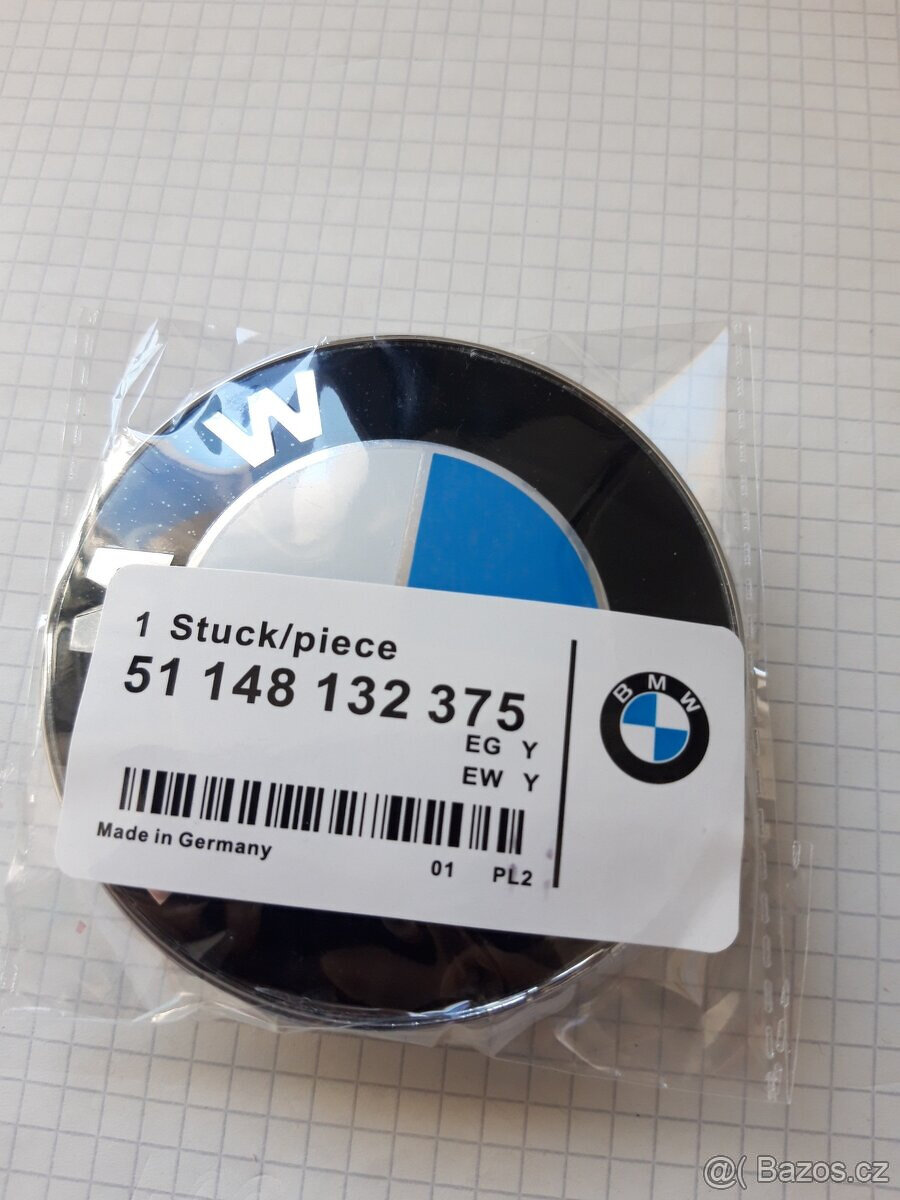 W
M
1 Stuck/piece
51 148 132 375
EG Y
EW Y
Made in Germany
01 PL2
BMW
@( Bazos.cz